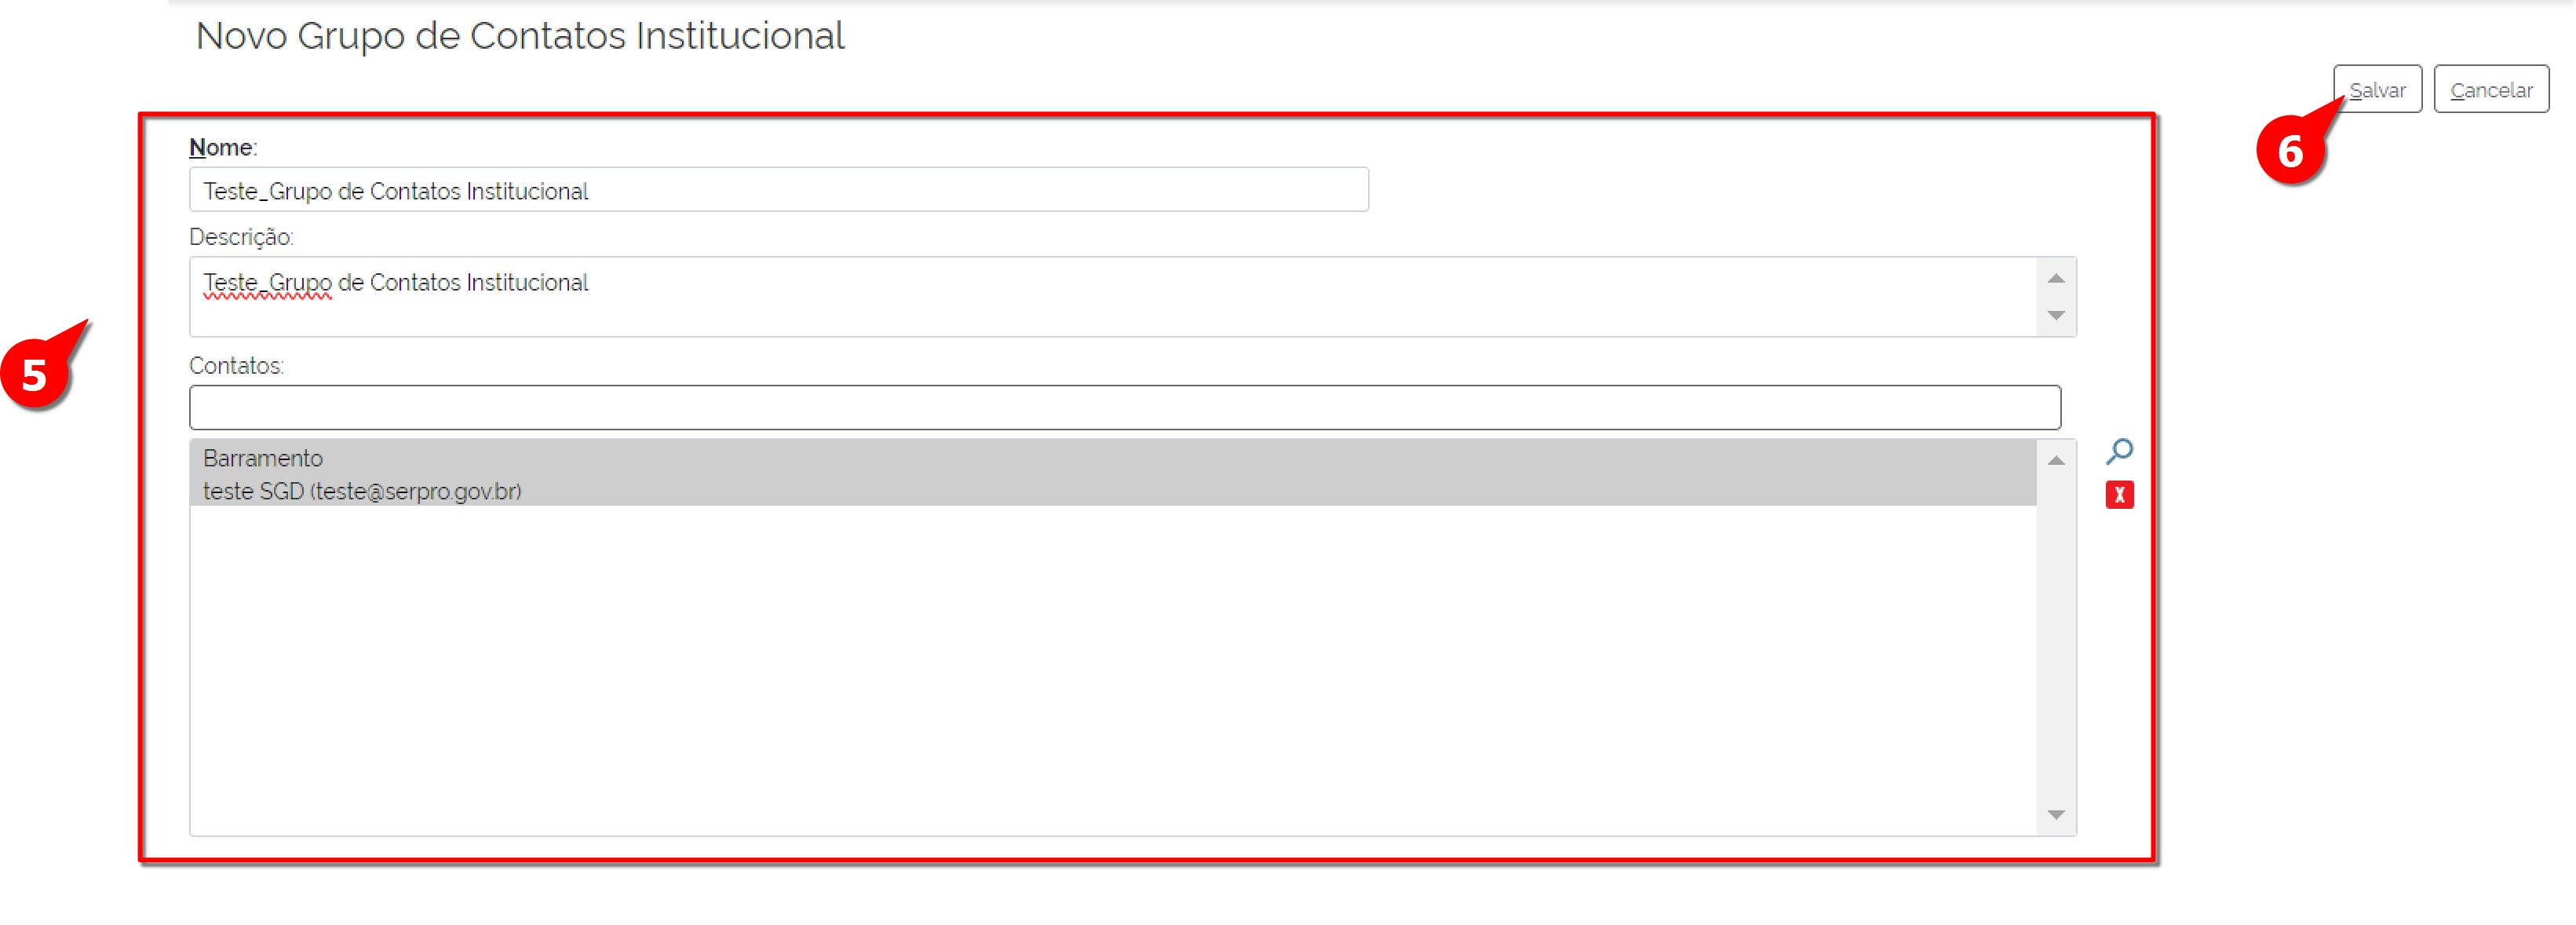 Novo Grupo de Contatos Institucional
Salvar Cancelar
6
Nome:
Teste_Grupo de Contatos Institucional
Descrição:
Teste_Grupo de Contatos Institucional
5
Contatos:
Barramento
teste SGD (teste@serpro.gov.br)
X